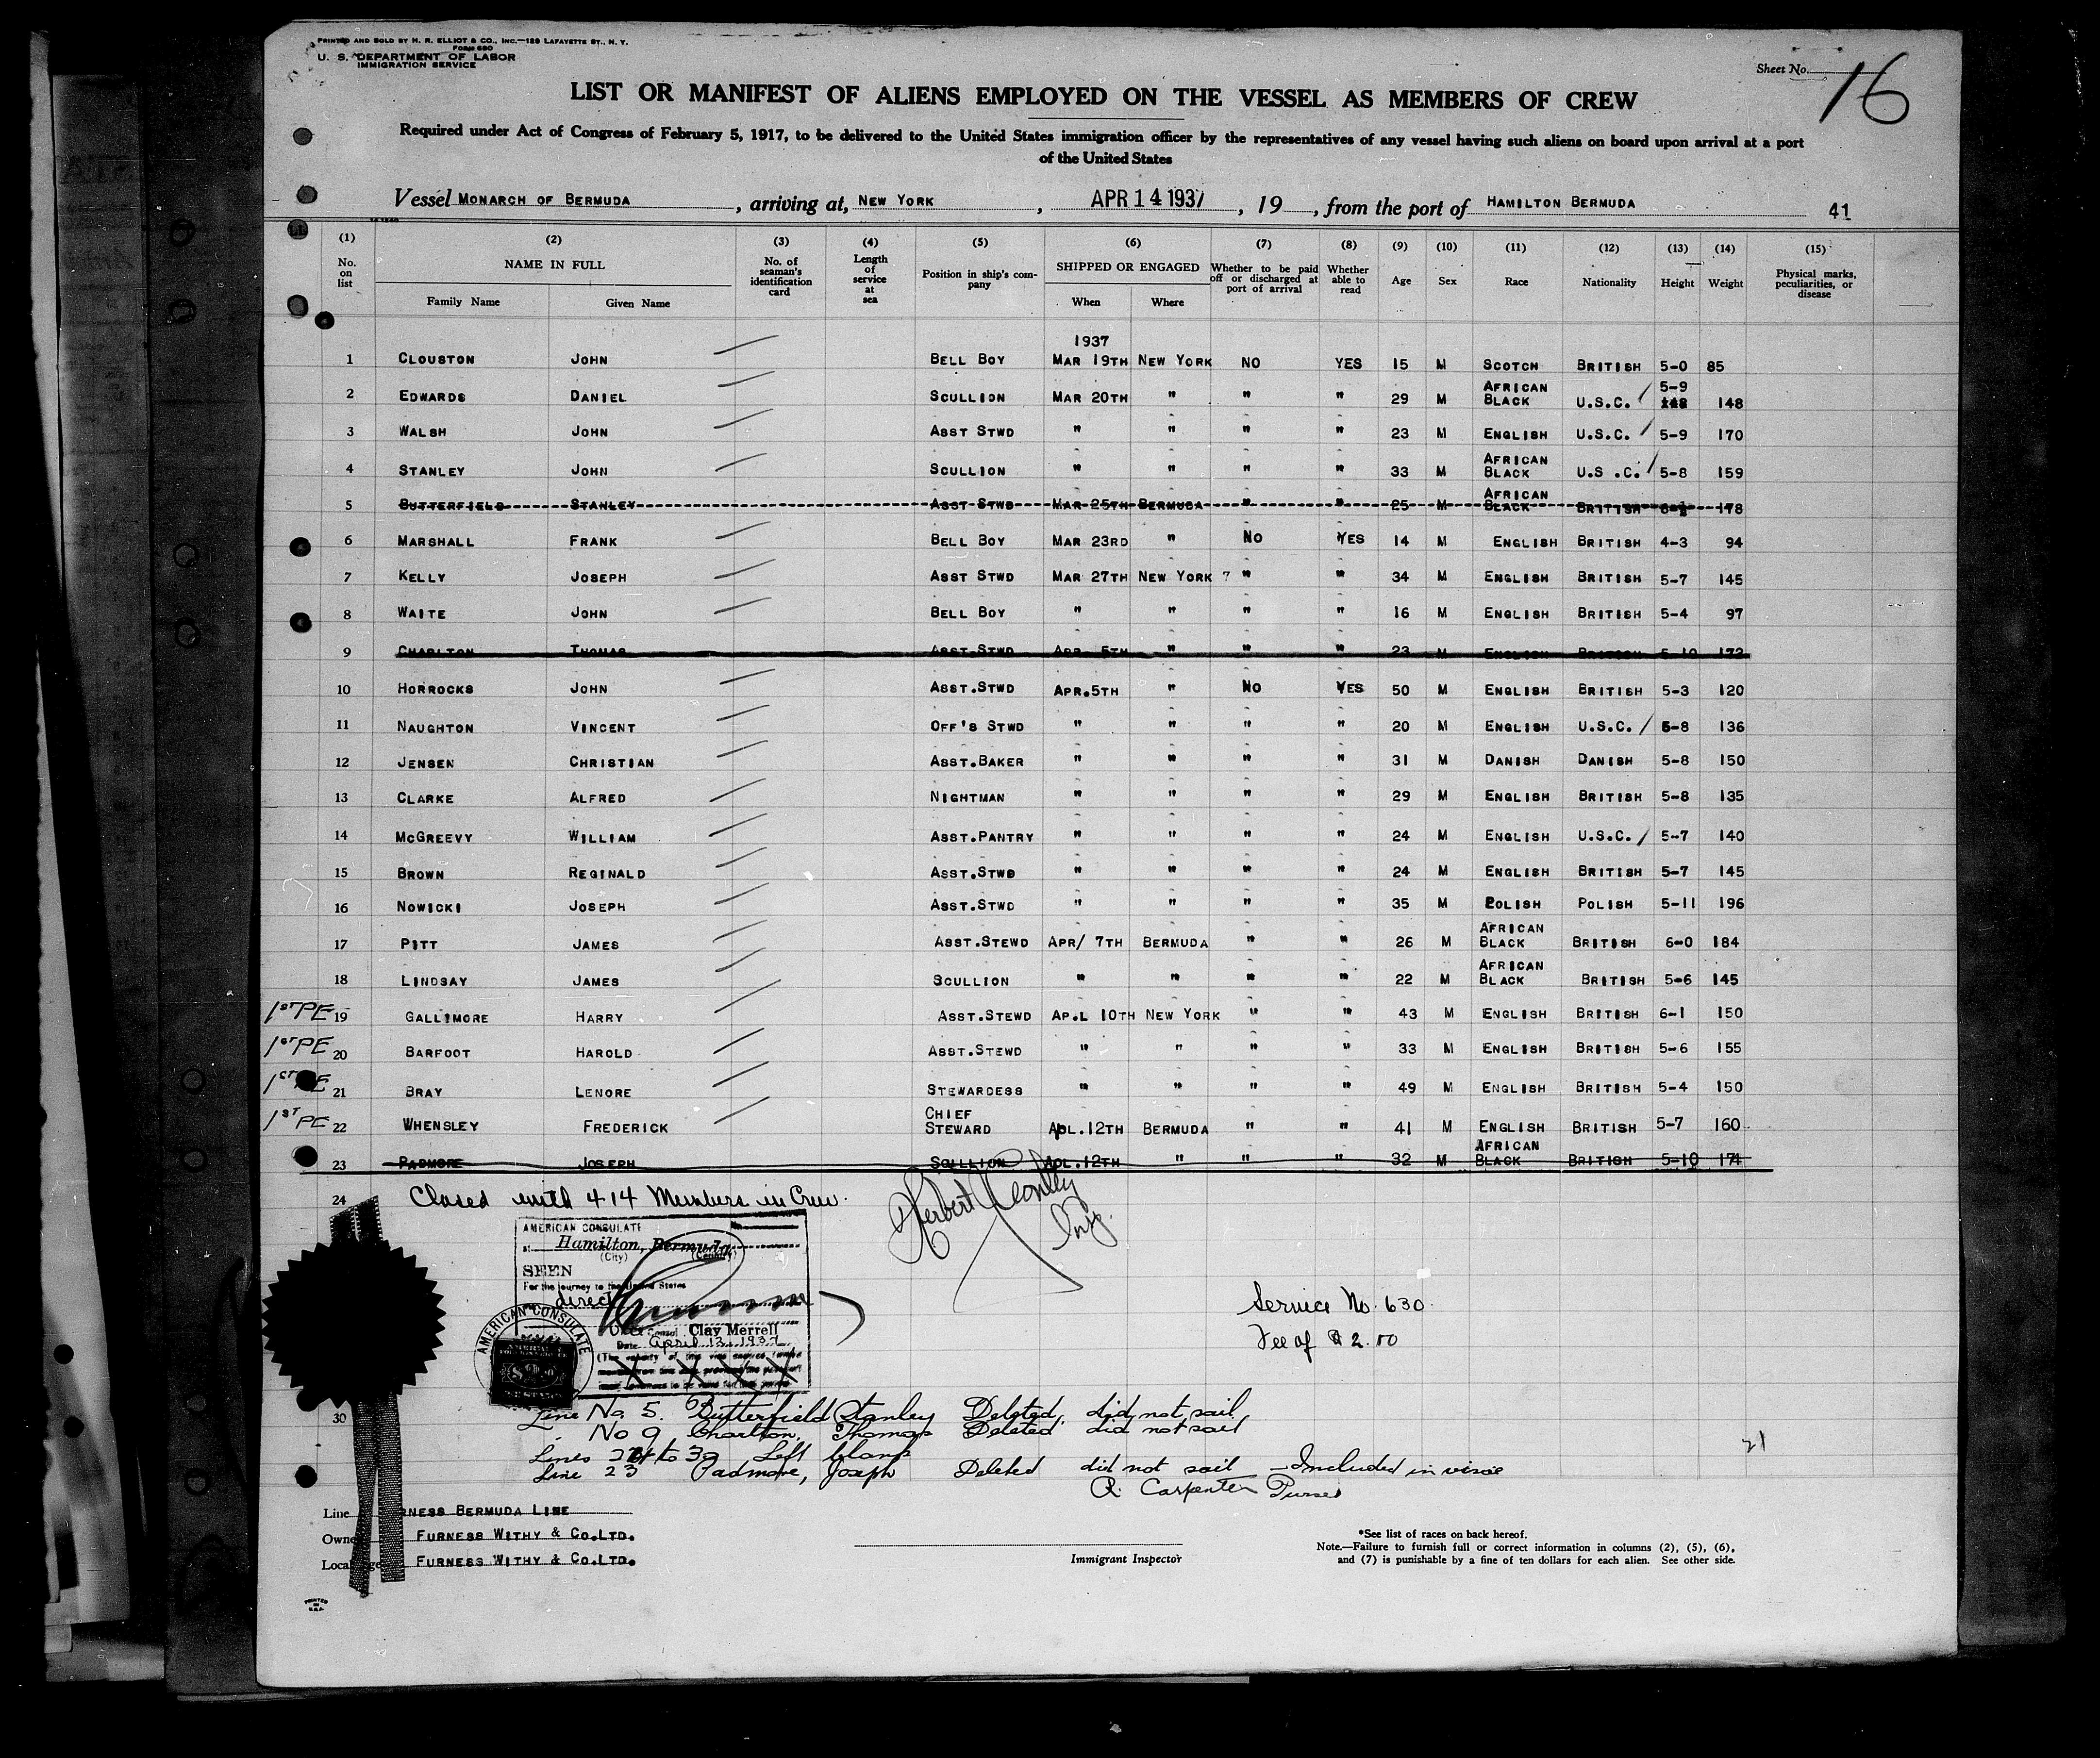 PRINTED AND SOLD BY H. R. ELLIOT & CO., INC.—129 LAFAYETTE ST., N. Y.
FORM 680
U. S. DEPARTMENT OF LABOR
IMMIGRATION SERVICE
Sheet No. 16
LIST OR MANIFEST OF ALIENS EMPLOYED ON THE VESSEL AS MEMBERS OF CREW
Required under Act of Congress of February 5, 1917, to be delivered to the United States immigration officer by the representatives of any vessel having such aliens on board upon arrival at a port
of the United States
Vessel MONARCH OF BERMUDA, arriving at, NEW YORK, APR 14 1937, 19, from the port of HAMILTON BERMUDA 41
(1) (2) (3) (4) (5) (6) (7) (8) (9) (10) (11) (12) (13) (14) (15)
No. on list NAME IN FULL Family Name Given Name No. of seaman's identification card Length of service at sea Position in ship's company SHIPPED OR ENGAGED When Where Whether to be paid off or discharged at port of arrival Whether able to read Age Sex Race Nationality Height Weight Physical marks, peculiarities, or disease
1937
1 CLOUSTON JOHN BELL BOY MAR 19TH NEW YORK NO YES 15 M SCOTCH BRITISH 5-0 85
2 EDWARDS DANIEL SCULLION MAR 20TH " " " 29 M AFRICAN BLACK U.S.C. 5-9 148
3 WALSH JOHN ASST STWD " " " " 23 M ENGLISH U.S.C. 5-9 170
4 STANLEY JOHN SCULLION " " " " 33 M AFRICAN BLACK U.S .C. 5-8 159
5 BUTTERFIELD STANLEY ASST STWD MAR 25TH BERMUDA " " 25 M AFRICAN BLACK BRITISH 6-½ 178
6 MARSHALL FRANK BELL BOY MAR 23RD " NO YES 14 M ENGLISH BRITISH 4-3 94
7 KELLY JOSEPH ASST STWD MAR 27TH NEW YORK ? " " 34 M ENGLISH BRITISH 5-7 145
8 WAITE JOHN BELL BOY " " " " 16 M ENGLISH BRITISH 5-4 97
9 CHARLTON THOMAS ASST STWD APR 5TH " " " 23 M ENGLISH BRITISH 5-10 172
10 HORROCKS JOHN ASST.STWD APR.5TH " NO YES 50 M ENGLISH BRITISH 5-3 120
11 NAUGHTON VINCENT OFF'S STWD " " " " 20 M ENGLISH U.S.C. 5-8 136
12 JENSEN CHRISTIAN ASST.BAKER " " " " 31 M DANISH DANISH 5-8 150
13 CLARKE ALFRED NIGHTMAN " " " " 29 M ENGLISH BRITISH 5-8 135
14 MCGREEVY WILLIAM ASST.PANTRY " " " " 24 M ENGLISH U.S.C. 5-7 140
15 BROWN REGINALD ASST.STWD " " " " 24 M ENGLISH BRITISH 5-7 145
16 NOWICKI JOSEPH ASST.STWD " " " " 35 M POLISH POLISH 5-11 196
17 PITT JAMES ASST.STEWD APR/ 7TH BERMUDA " " 26 M AFRICAN BLACK BRITISH 6-0 184
18 LINDSAY JAMES SCULLION " " " " 22 M AFRICAN BLACK BRITISH 5-6 145
1ST PE 19 GALLIMORE HARRY ASST.STEWD AP.L 10TH NEW YORK " " 43 M ENGLISH BRITISH 6-1 150
1ST PE 20 BARFOOT HAROLD ASST.STEWD " " " " 33 M ENGLISH BRITISH 5-6 155
1ST PE 21 BRAY LENORE STEWARDESS " " " " 49 M ENGLISH BRITISH 5-4 150
1ST PE 22 WHENSLEY FREDERICK CHIEF STEWARD APL.12TH BERMUDA " " 41 M ENGLISH BRITISH 5-7 160
23 PADMORE JOSEPH SCULLION APL.12TH " " " 32 M AFRICAN BLACK BRITISH 5-10 174
24 Closed with 414 Members in Crew.
AMERICAN CONSULATE
at Hamilton, Bermuda
(City) (Country)
SEEN
For the journey to the United States
direct
Consul Clay Merrell
Date April 13, 1937
AMERICAN CONSULATE
Service No. 630.
Fee of $ 2.00
30
Line No. 5. Butterfield Stanley Deleted, did not sail
No 9 Charlton, Thomas Deleted did not sail
Lines 24 to 30 Left blank
Line 23 Padmore, Joseph Deleted did not sail — Included in visa
R. Carpenter Purser
21
Line FURNESS BERMUDA LINE
Owner FURNESS WITHY & CO.LTD.
Local Agent FURNESS WITHY & CO.LTD.
Immigrant Inspector
*See list of races on back hereof.
Note.—Failure to furnish full or correct information in columns (2), (5), (6),
and (7) is punishable by a fine of ten dollars for each alien. See other side.
PRINTED
IN
U.S.A.